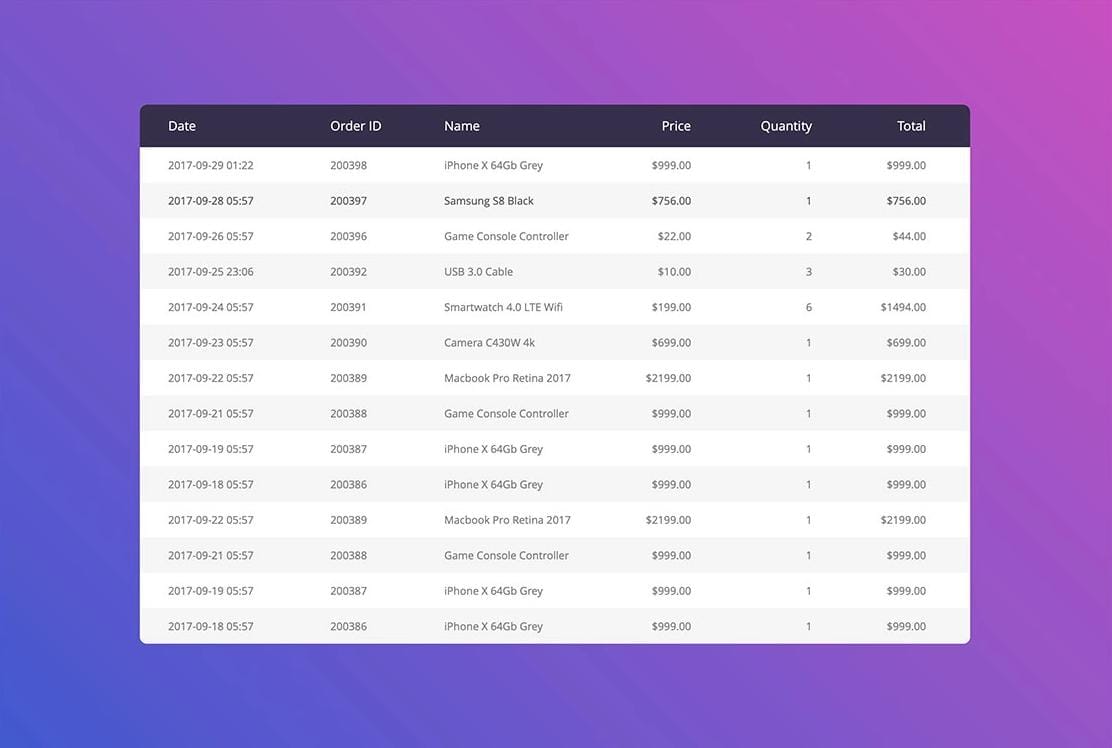 Date Order ID Name Price Quantity Total
2017-09-29 01:22 200398 iPhone X 64Gb Grey $999.00 1 $999.00
2017-09-28 05:57 200397 Samsung S8 Black $756.00 1 $756.00
2017-09-26 05:57 200396 Game Console Controller $22.00 2 $44.00
2017-09-25 23:06 200392 USB 3.0 Cable $10.00 3 $30.00
2017-09-24 05:57 200391 Smartwatch 4.0 LTE Wifi $199.00 6 $1494.00
2017-09-23 05:57 200390 Camera C430W 4k $699.00 1 $699.00
2017-09-22 05:57 200389 Macbook Pro Retina 2017 $2199.00 1 $2199.00
2017-09-21 05:57 200388 Game Console Controller $999.00 1 $999.00
2017-09-19 05:57 200387 iPhone X 64Gb Grey $999.00 1 $999.00
2017-09-18 05:57 200386 iPhone X 64Gb Grey $999.00 1 $999.00
2017-09-22 05:57 200389 Macbook Pro Retina 2017 $2199.00 1 $2199.00
2017-09-21 05:57 200388 Game Console Controller $999.00 1 $999.00
2017-09-19 05:57 200387 iPhone X 64Gb Grey $999.00 1 $999.00
2017-09-18 05:57 200386 iPhone X 64Gb Grey $999.00 1 $999.00